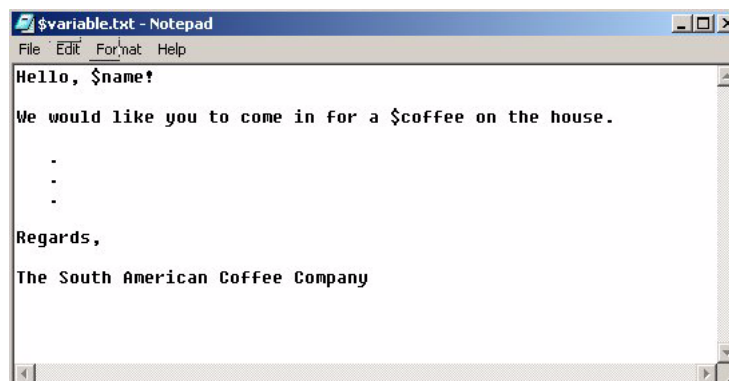 $variable.txt - Notepad
File Edit Format Help
Hello, $name!
We would like you to come in for a $coffee on the house.
.
.
.
Regards,
The South American Coffee Company